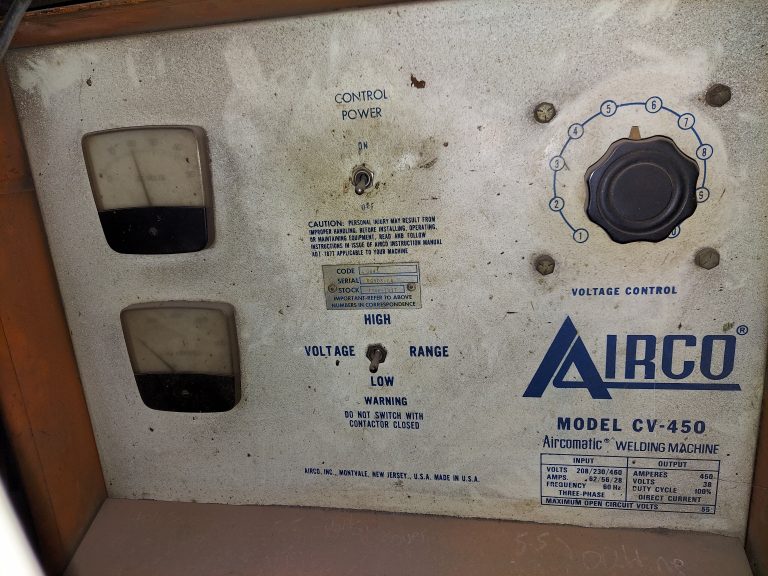 CONTROL
POWER
ON
OFF
CAUTION: PERSONAL INJURY MAY RESULT FROM
IMPROPER HANDLING. BEFORE INSTALLING, OPERATING,
OR MAINTAINING EQUIPMENT, READ AND FOLLOW
INSTRUCTIONS IN ISSUE OF AIRCO INSTRUCTION MANUAL
ADI-1877 APPLICABLE TO YOUR MACHINE
CODE
SERIAL
STOCK
IMPORTANT-REFER TO ABOVE
NUMBERS IN CORRESPONDENCE
HIGH
VOLTAGE RANGE
LOW
WARNING
DO NOT SWITCH WITH
CONTACTOR CLOSED
AIRCO, INC., MONTVALE, NEW JERSEY, U.S.A. MADE IN U.S.A.
1 2 3 4 5 6 7 8 9
VOLTAGE CONTROL
AIRCO®
MODEL CV-450
Aircomatic® WELDING MACHINE
INPUT OUTPUT
VOLTS 208/230/460 AMPERES 450
AMPS. 62/56/28 VOLTS 38
FREQUENCY 60 Hz. DUTY CYCLE 100%
THREE-PHASE DIRECT CURRENT
MAXIMUM OPEN CIRCUIT VOLTS 55